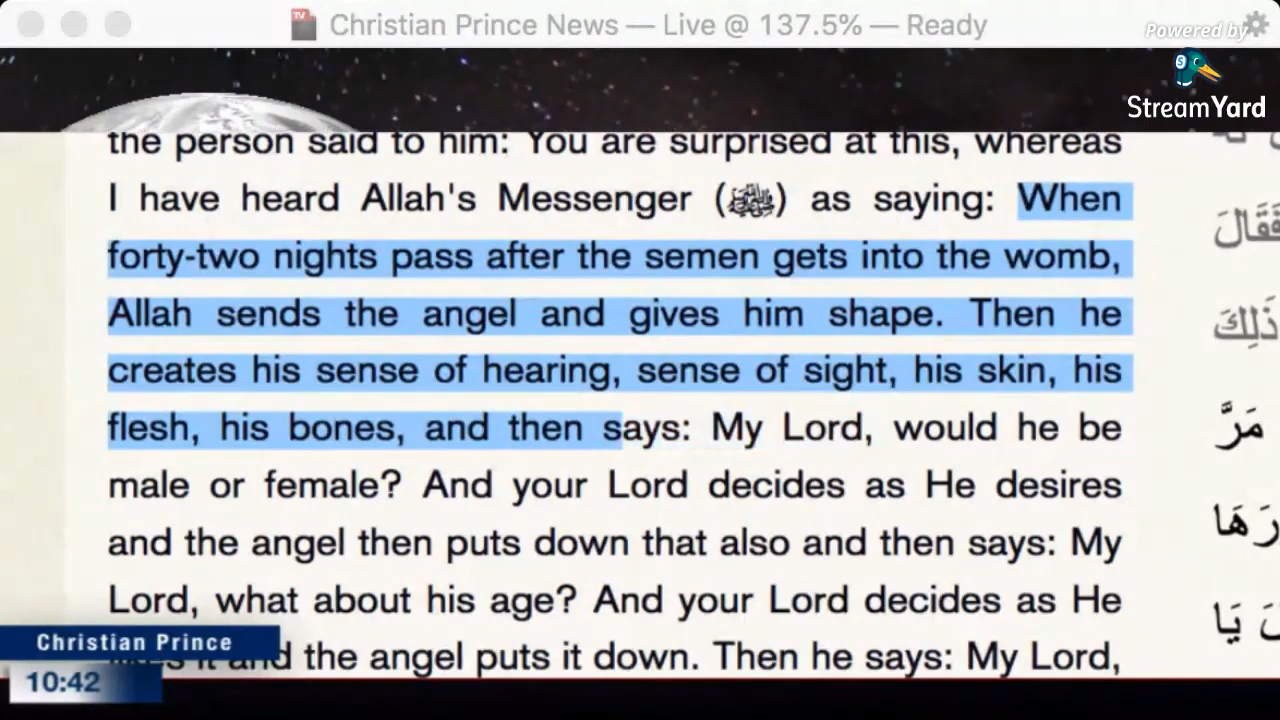 Christian Prince News — Live @ 137.5% — Ready
Powered by
StreamYard
the person said to him: You are surprised at this, whereas
I have heard Allah's Messenger (ﷺ) as saying: When
forty-two nights pass after the semen gets into the womb,
Allah sends the angel and gives him shape. Then he
creates his sense of hearing, sense of sight, his skin, his
flesh, his bones, and then says: My Lord, would he be
male or female? And your Lord decides as He desires
and the angel then puts down that also and then says: My
Lord, what about his age? And your Lord decides as He
it and the angel puts it down. Then he says: My Lord,
فَقَالَ
ذَلِكَ
مَرَّ
يَا
Christian Prince
10:42